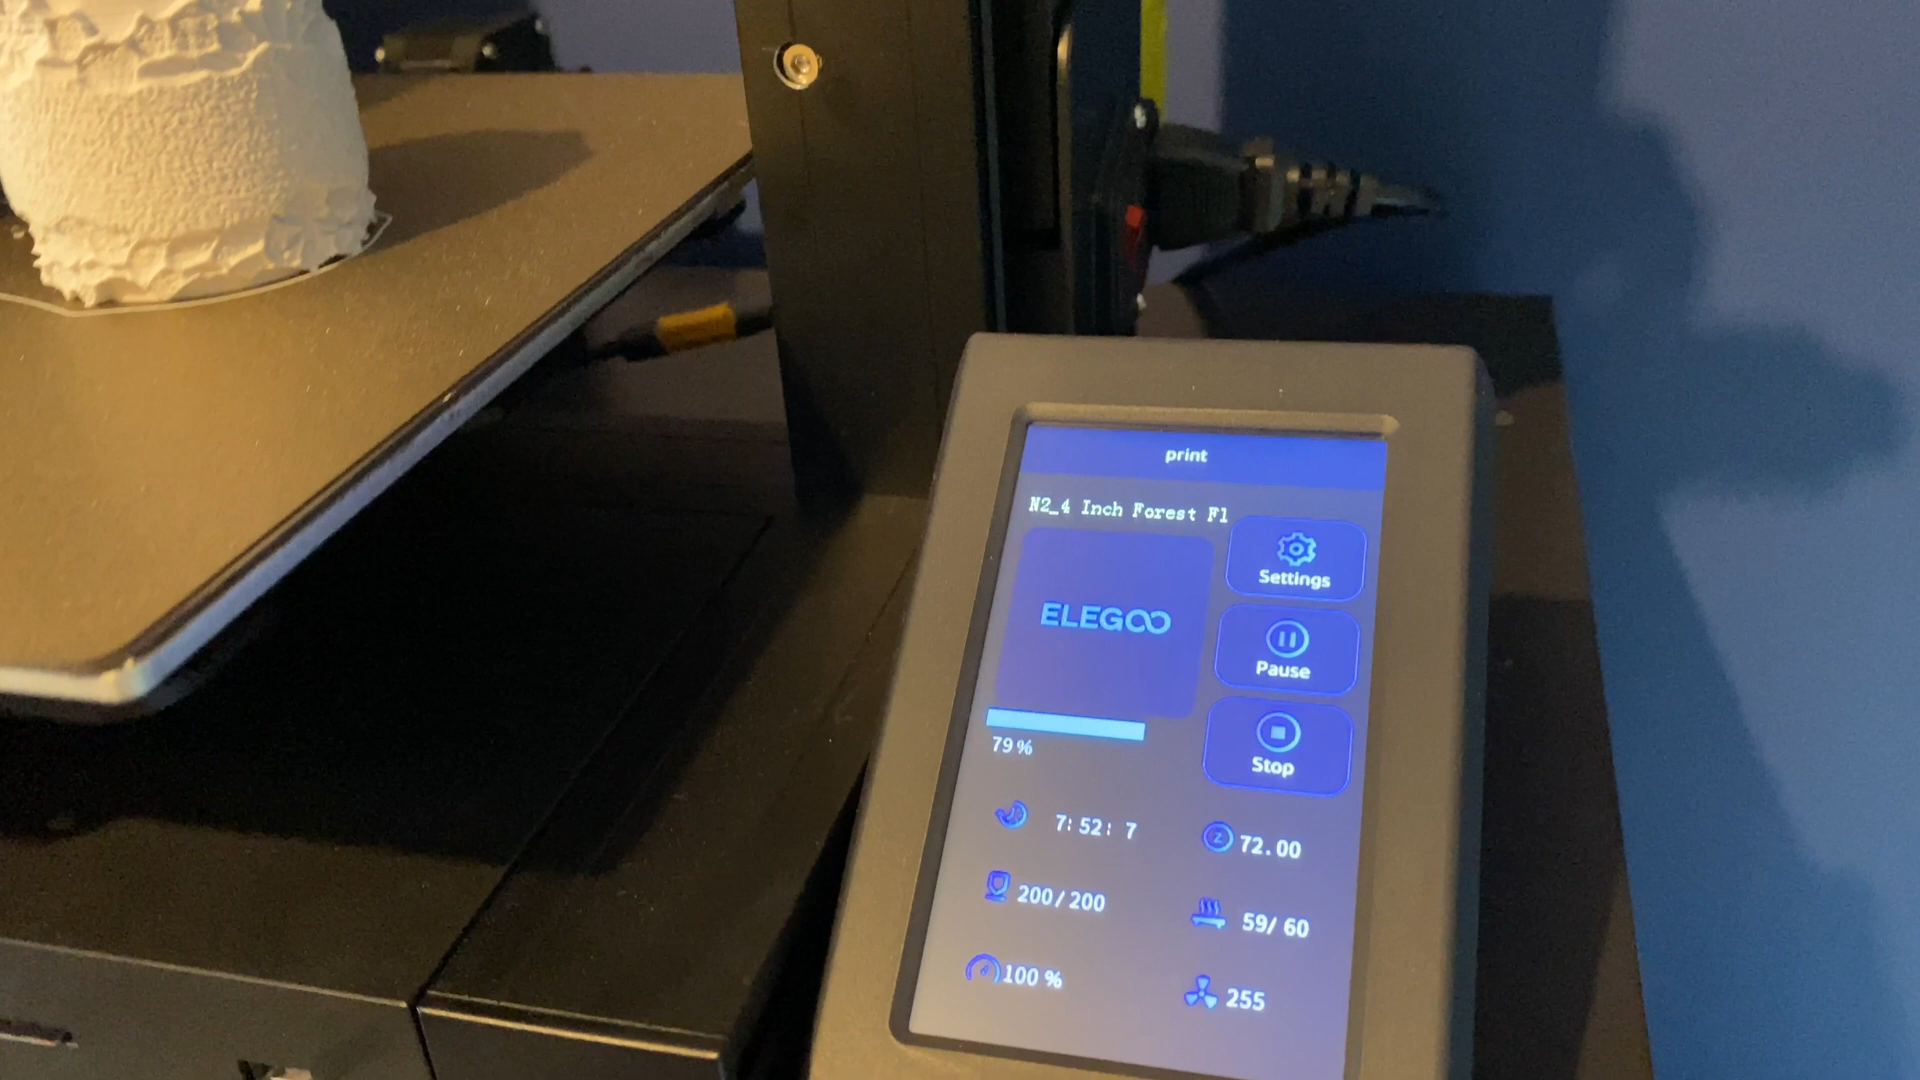 print
N2_4 Inch Forest Fl
Settings
ELEGOO
Pause
79%
Stop
7: 52: 7
Z 72.00
200/200
59/ 60
100 %
255